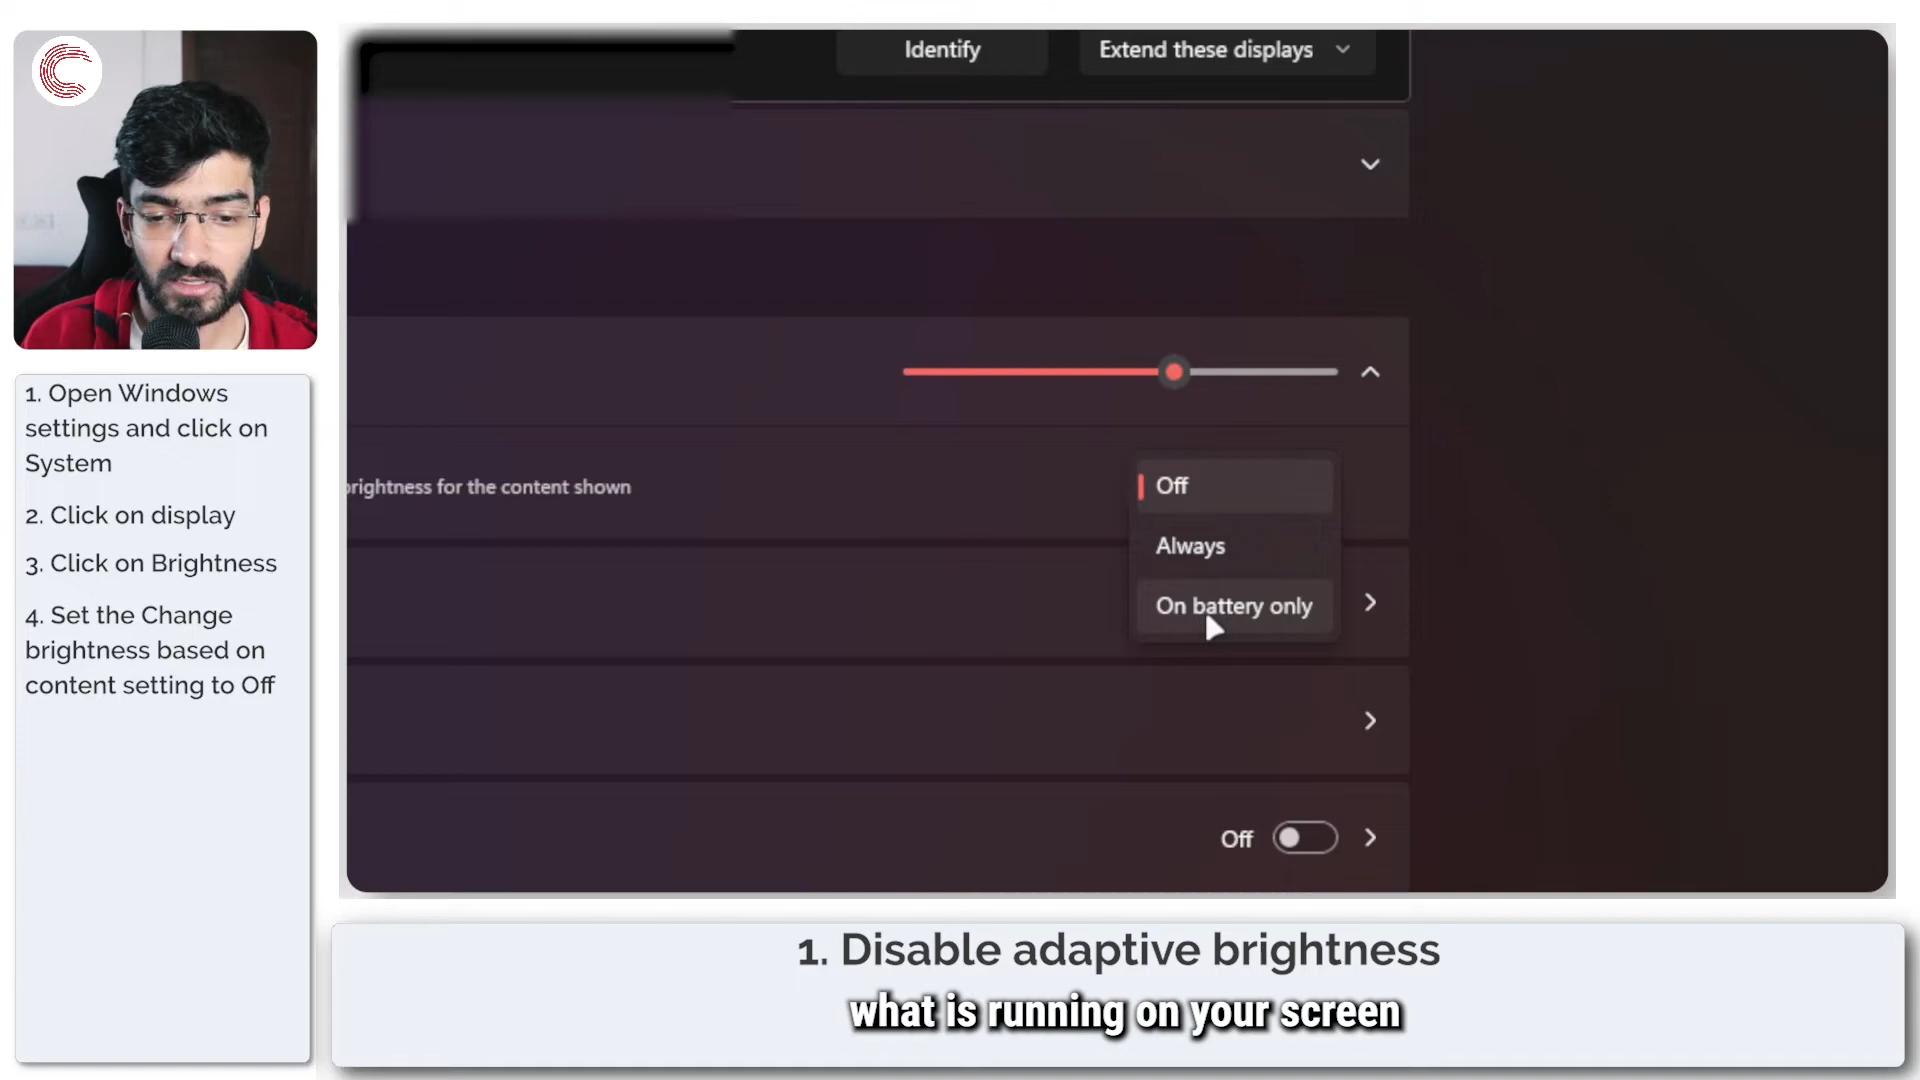 Identify
Extend these displays
1. Open Windows
settings and click on
System
2. Click on display
3. Click on Brightness
4. Set the Change
brightness based on
content setting to Off
brightness for the content shown
Off
Always
On battery only
Off
1. Disable adaptive brightness
what is running on your screen